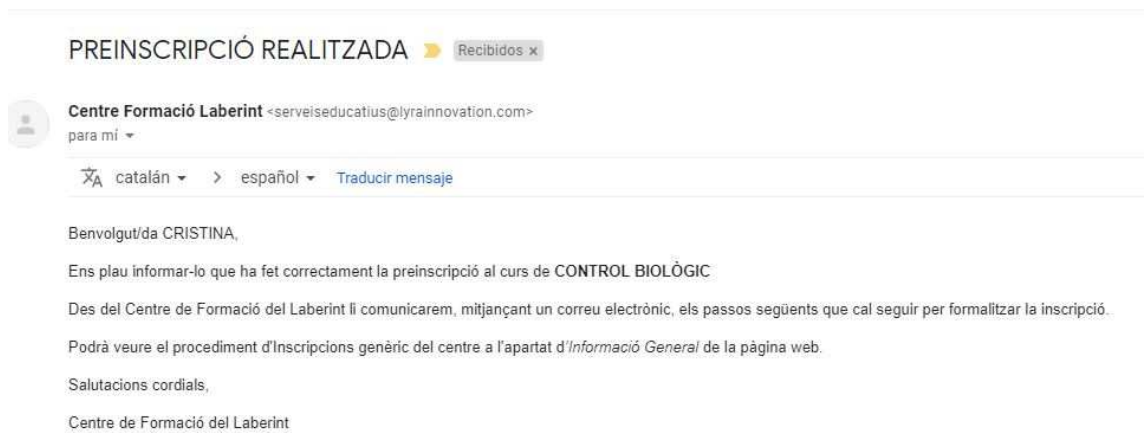 PREINSCRIPCIÓ REALITZADA Recibidos x
Centre Formació Laberint <serveiseducatius@lyrainnovation.com>
para mí
catalán > español Traducir mensaje
Benvolgut/da CRISTINA,
Ens plau informar-lo que ha fet correctament la preinscripció al curs de CONTROL BIOLÒGIC
Des del Centre de Formació del Laberint li comunicarem, mitjançant un correu electrònic, els passos següents que cal seguir per formalitzar la inscripció.
Podrà veure el procediment d'Inscripcions genèric del centre a l'apartat d'Informació General de la pàgina web.
Salutacions cordials,
Centre de Formació del Laberint